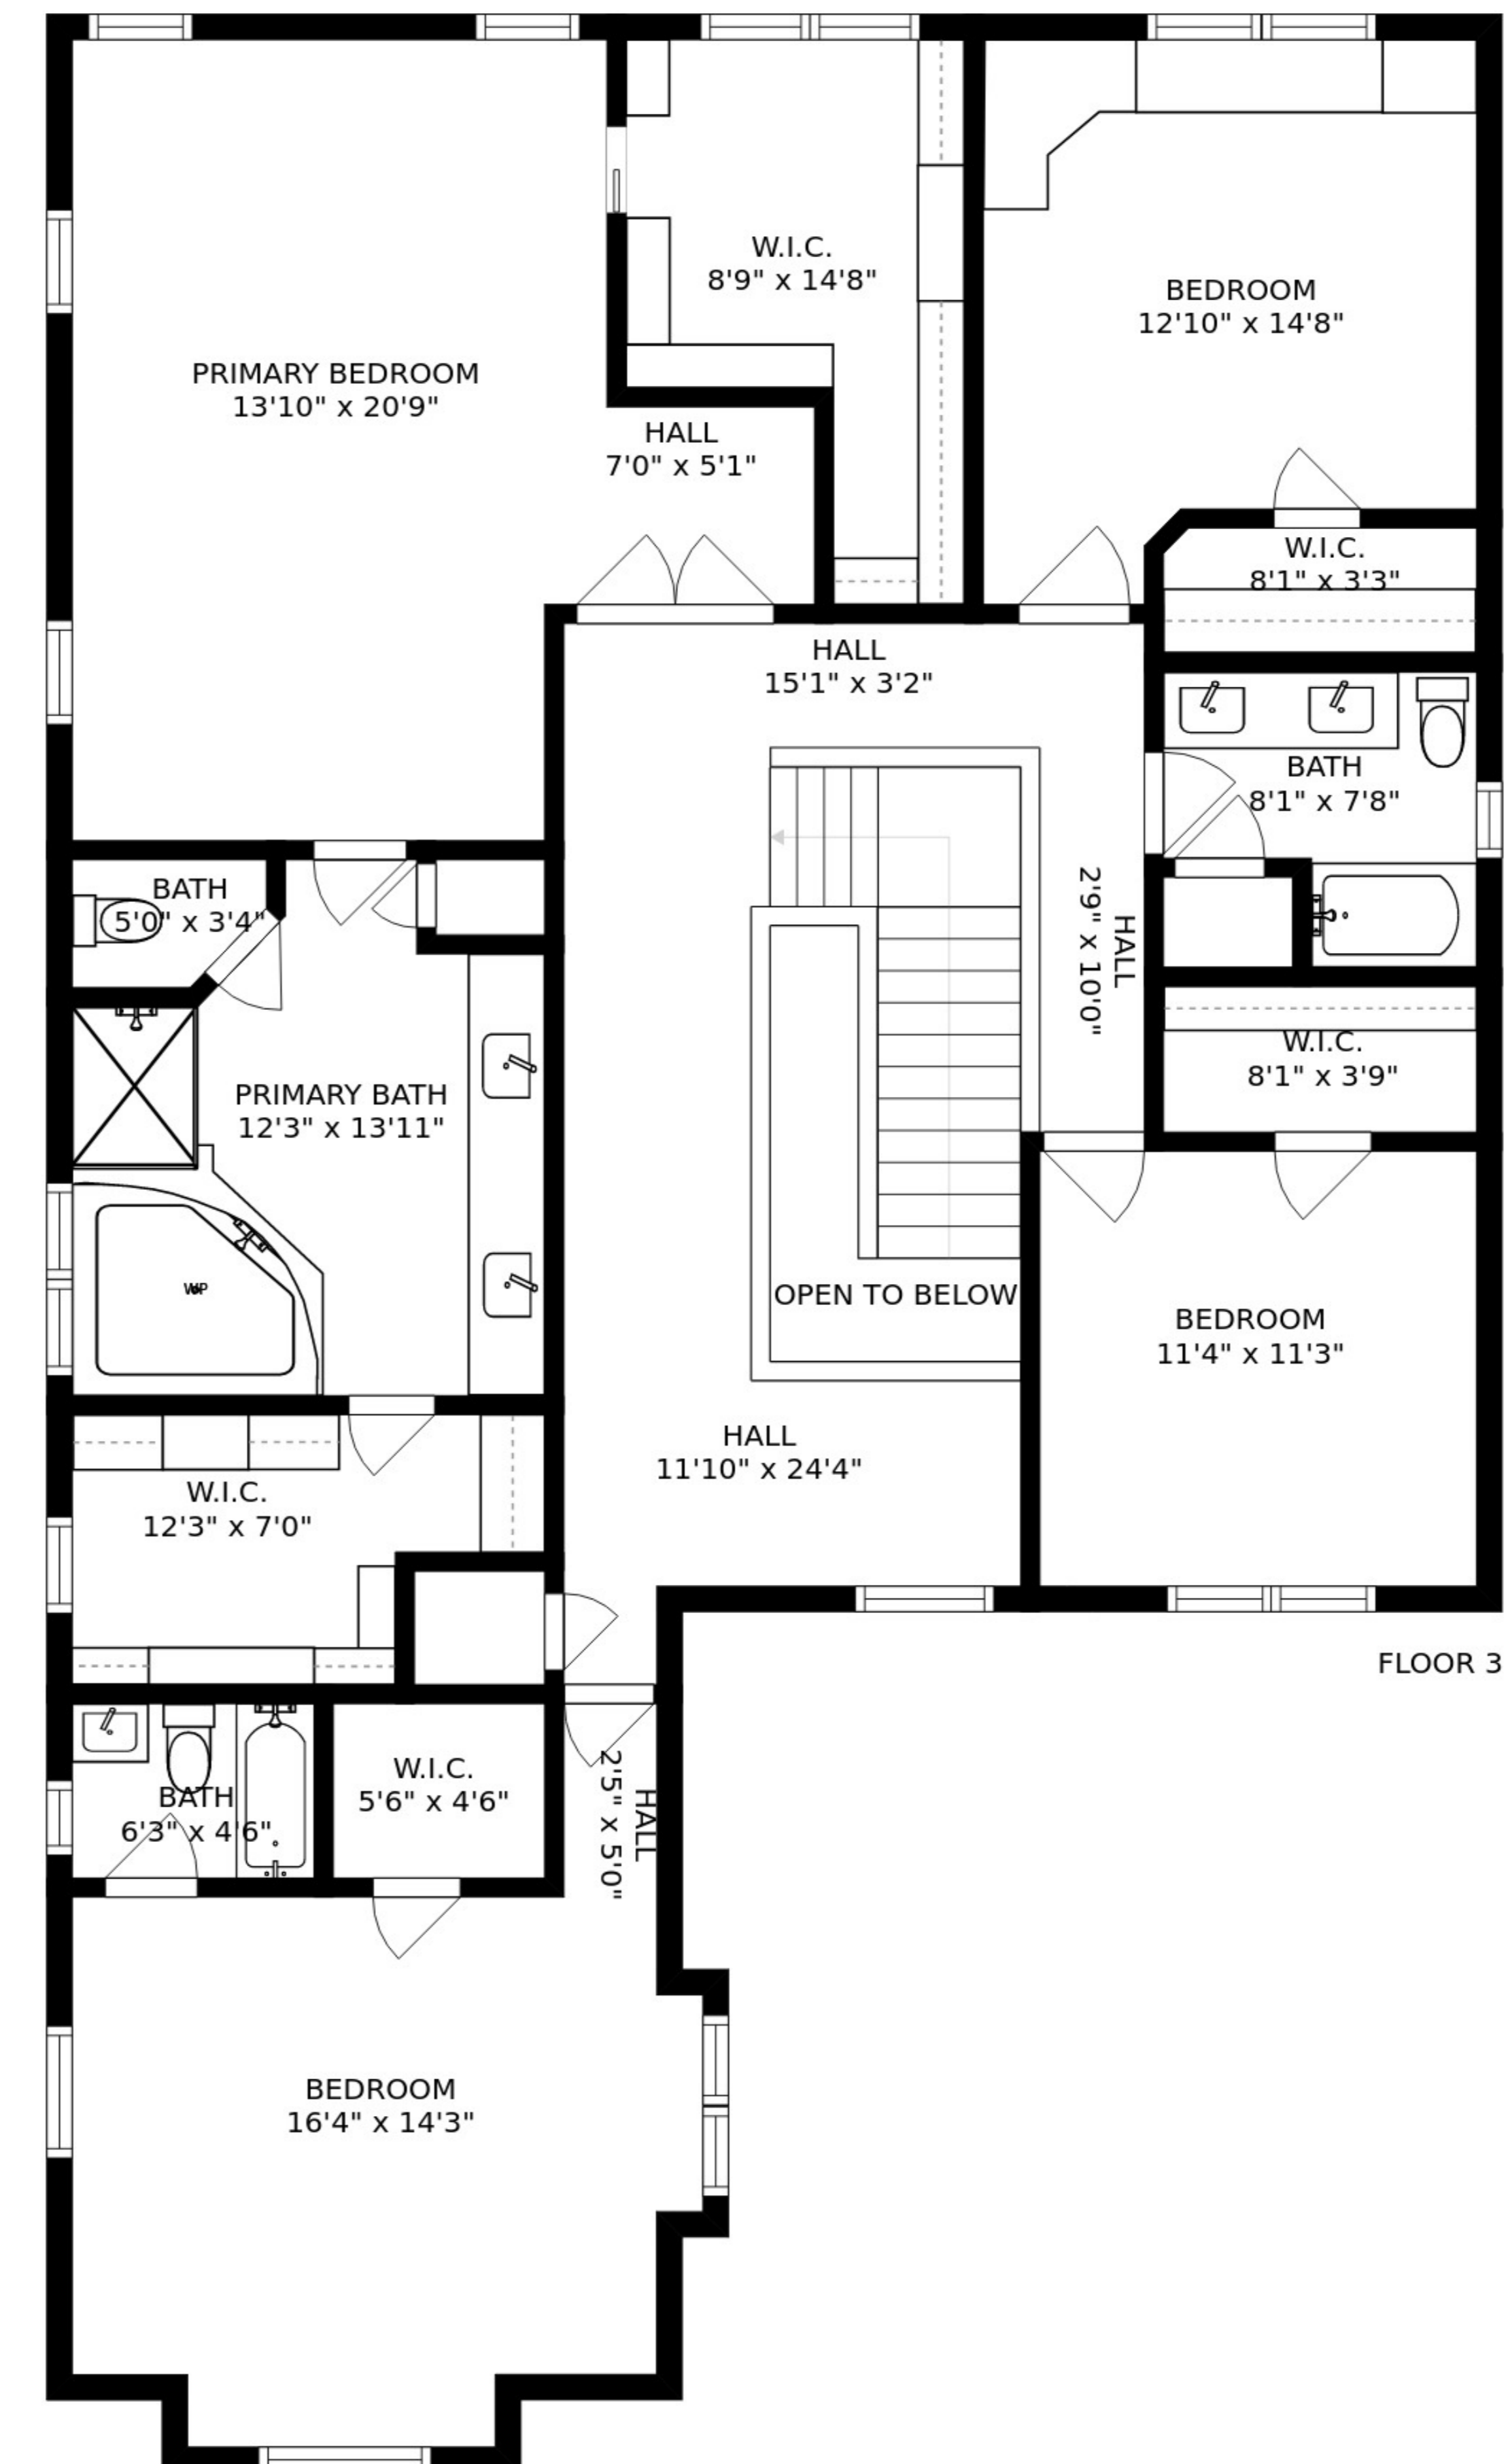 W.I.C.
8'9" x 14'8"
BEDROOM
12'10" x 14'8"
PRIMARY BEDROOM
13'10" x 20'9"
HALL
7'0" x 5'1"
W.I.C.
8'1" x 3'3"
HALL
15'1" x 3'2"
BATH
8'1" x 7'8"
BATH
5'0" x 3'4"
HALL
2'9" x 10'0"
W.I.C.
8'1" x 3'9"
PRIMARY BATH
12'3" x 13'11"
WP
OPEN TO BELOW
BEDROOM
11'4" x 11'3"
HALL
11'10" x 24'4"
W.I.C.
12'3" x 7'0"
FLOOR 3
W.I.C.
5'6" x 4'6"
BATH
6'3" x 4'6"
HALL
2'5" x 5'0"
BEDROOM
16'4" x 14'3"